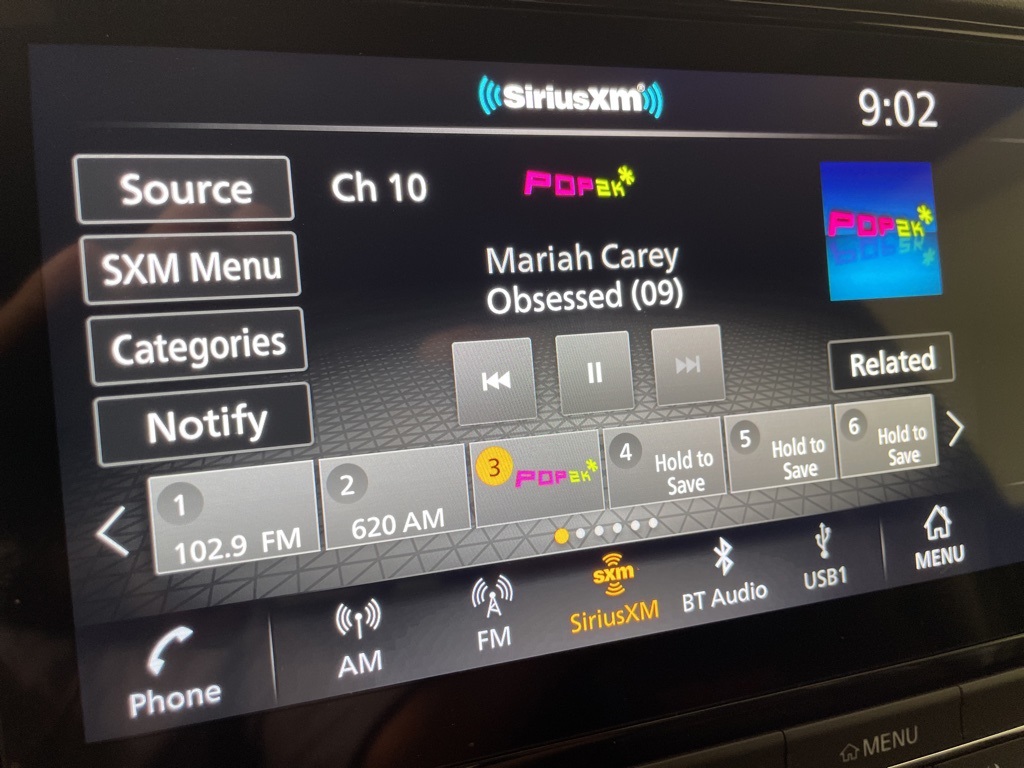 SiriusXM
9:02
Source
Ch 10
POP2K*
POP2K*
SXM Menu
Mariah Carey
Obsessed (09)
Categories
Related
Notify
1
102.9 FM
2
620 AM
3
POP2K*
4
Hold to
Save
5
Hold to
Save
6
Hold to
Save
Phone
AM
FM
sxm
SiriusXM
BT Audio
USB1
MENU
MENU